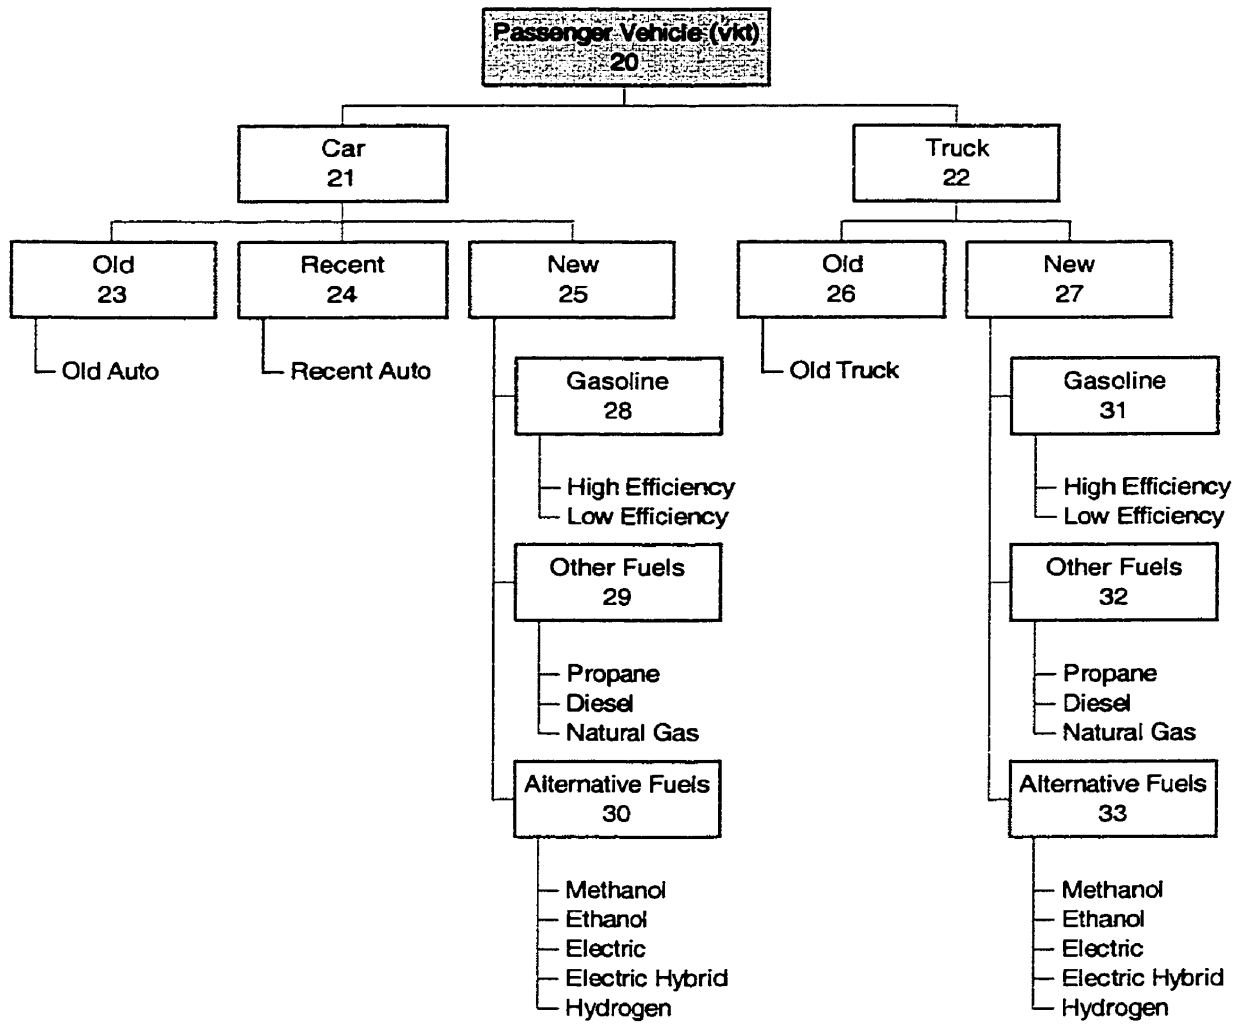 Passenger Vehicle (vkt)
20
Car
21
Truck
22
Old
23
Recent
24
New
25
Old
26
New
27
Old Auto
Recent Auto
Old Truck
Gasoline
28
High Efficiency
Low Efficiency
Other Fuels
29
Propane
Diesel
Natural Gas
Alternative Fuels
30
Methanol
Ethanol
Electric
Electric Hybrid
Hydrogen
Gasoline
31
High Efficiency
Low Efficiency
Other Fuels
32
Propane
Diesel
Natural Gas
Alternative Fuels
33
Methanol
Ethanol
Electric
Electric Hybrid
Hydrogen